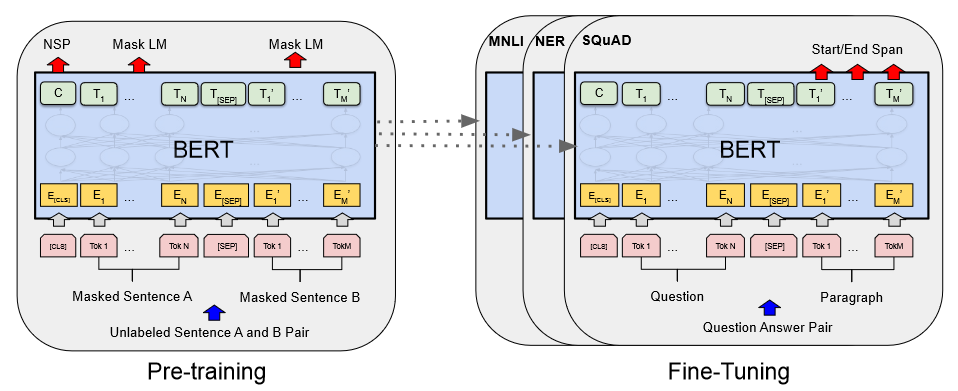 NSP Mask LM Mask LM
C T1 ... TN T[SEP] T1’ ... TM’
...
BERT
...
E[CLS] E1 ... EN E[SEP] E1’ ... EM’
[CLS] Tok 1 ... Tok N [SEP] Tok 1 ... TokM
Masked Sentence A Masked Sentence B
Unlabeled Sentence A and B Pair
Pre-training
MNLI NER SQuAD
Start/End Span
C T1 ... TN T[SEP] T1’ ... TM’
...
BERT
...
E[CLS] E1 ... EN E[SEP] E1’ ... EM’
[CLS] Tok 1 ... Tok N [SEP] Tok 1 ... TokM
Question Paragraph
Question Answer Pair
Fine-Tuning